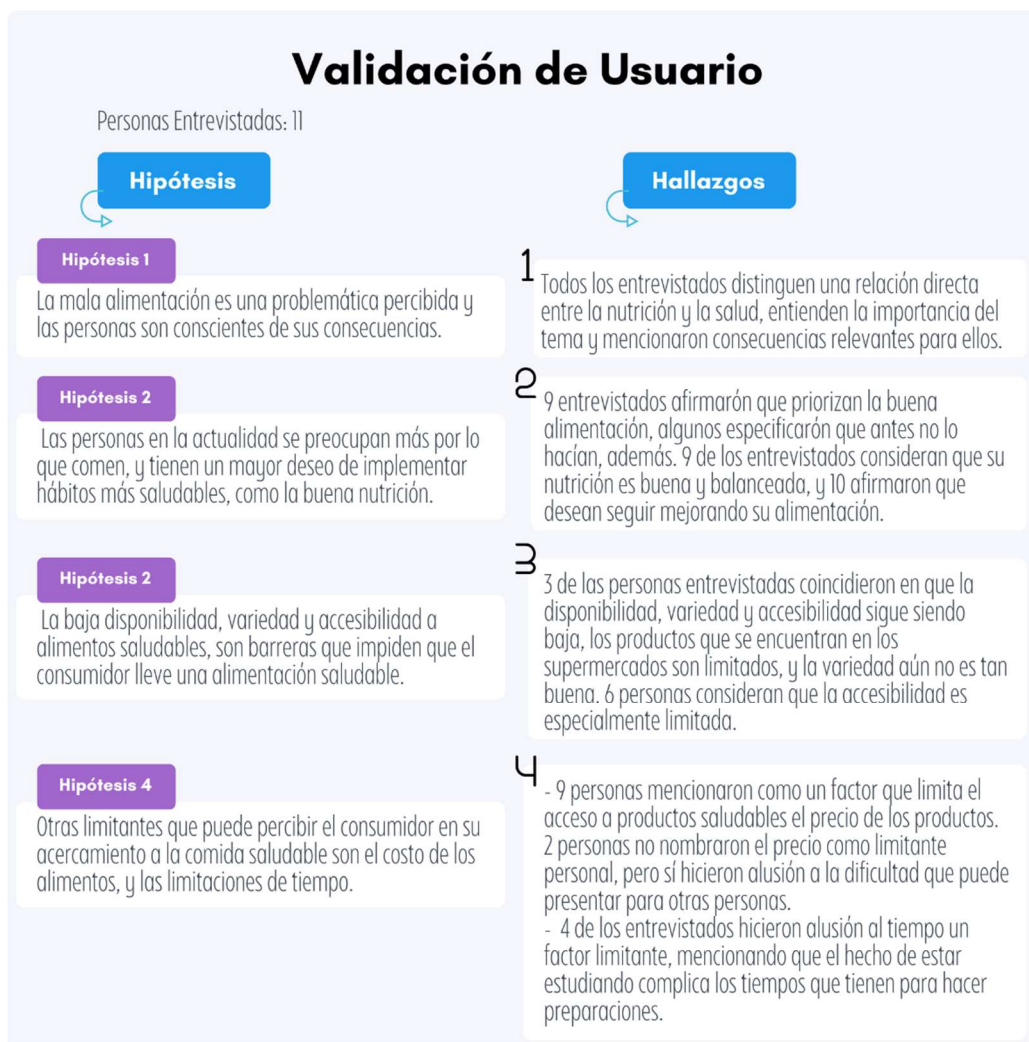 Validación de Usuario
Personas Entrevistadas: 11
Hipótesis
Hallazgos
Hipótesis 1
La mala alimentación es una problemática percibida y
las personas son conscientes de sus consecuencias.
1
Todos los entrevistados distinguen una relación directa
entre la nutrición y la salud, entienden la importancia del
tema y mencionaron consecuencias relevantes para ellos.
Hipótesis 2
Las personas en la actualidad se preocupan más por lo
que comen, y tienen un mayor deseo de implementar
hábitos más saludables, como la buena nutrición.
2
9 entrevistados afirmarón que priorizan la buena
alimentación, algunos especificarón que antes no lo
hacían, además. 9 de los entrevistados consideran que su
nutrición es buena y balanceada, y 10 afirmaron que
desean seguir mejorando su alimentación.
Hipótesis 2
La baja disponibilidad, variedad y accesibilidad a
alimentos saludables, son barreras que impiden que el
consumidor lleve una alimentación saludable.
3
3 de las personas entrevistadas coincidieron en que la
disponibilidad, variedad y accesibilidad sigue siendo
baja, los productos que se encuentran en los
supermercados son limitados, y la variedad aún no es tan
buena. 6 personas consideran que la accesibilidad es
especialmente limitada.
Hipótesis 4
Otras limitantes que puede percibir el consumidor en su
acercamiento a la comida saludable son el costo de los
alimentos, y las limitaciones de tiempo.
4
- 9 personas mencionaron como un factor que limita el
acceso a productos saludables el precio de los productos.
2 personas no nombraron el precio como limitante
personal, pero sí hicieron alusión a la dificultad que puede
presentar para otras personas.
- 4 de los entrevistados hicieron alusión al tiempo un
factor limitante, mencionando que el hecho de estar
estudiando complica los tiempos que tienen para hacer
preparaciones.